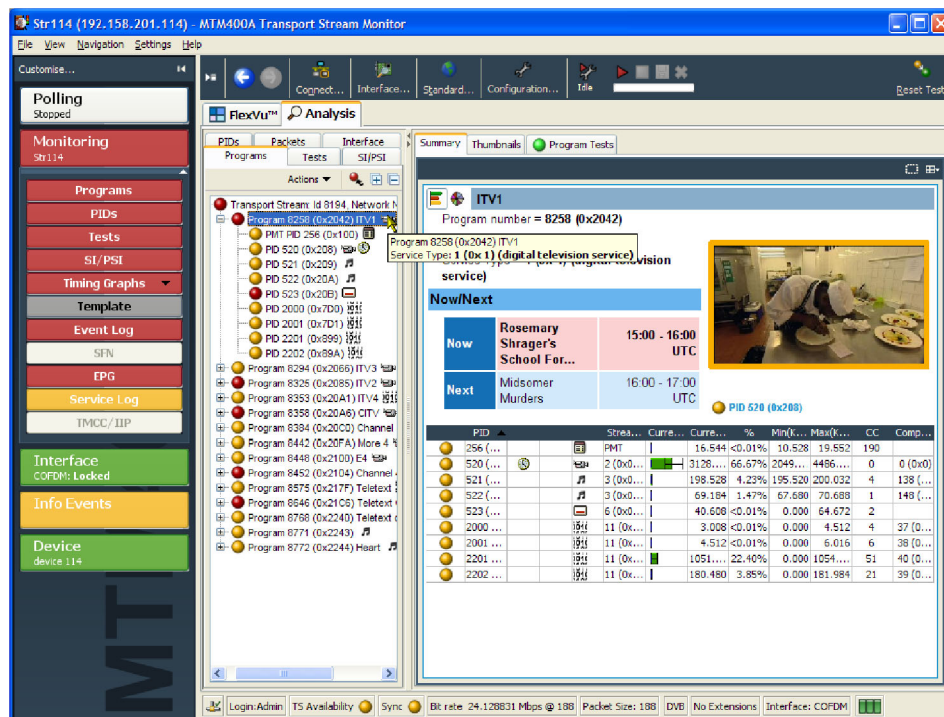 Str114 (192.158.201.114) - MTM400A Transport Stream Monitor
File View Navigation Settings Help
Customise...
Polling
Stopped
Monitoring
Str114
Programs
PIDs
Tests
SI/PSI
Timing Graphs
Template
Event Log
SFN
EPG
Service Log
TMCC/IIP
Interface
COFDM: Locked
Info Events
Device
device 114
Connect... Interface... Standard... Configuration... Idle Reset Test
FlexVu™ Analysis
PIDs Packets Interface
Programs Tests SI/PSI
Actions
Transport Stream: Id 8194, Network N
Program 8258 (0x2042) ITV1
PMT PID 256 (0x100)
PID 520 (0x208)
PID 521 (0x209)
PID 522 (0x20A)
PID 523 (0x20B)
PID 2000 (0x7D0)
PID 2001 (0x7D1)
PID 2201 (0x899)
PID 2202 (0x89A)
Program 8294 (0x2066) ITV3
Program 8325 (0x2085) ITV2
Program 8353 (0x20A1) ITV4
Program 8358 (0x20A6) CITV
Program 8384 (0x20C0) Channel
Program 8442 (0x20FA) More 4
Program 8448 (0x2100) E4
Program 8452 (0x2104) Channel 4
Program 8575 (0x217F) Teletext
Program 8646 (0x21C6) Teletext
Program 8768 (0x2240) Teletext
Program 8771 (0x2243)
Program 8772 (0x2244) Heart
Program 8258 (0x2042) ITV1
Service Type: 1 (0x 1) (digital television service)
Summary Thumbnails Program Tests
ITV1
Program number = 8258 (0x2042)
service)
Now/Next
Now Rosemary Shrager's School For... 15:00 - 16:00 UTC
Next Midsomer Murders 16:00 - 17:00 UTC
PID 520 (0x208)
PID Strea... Curre... Curre... % Min(K... Max(K... CC Comp...
256 (... PMT 16.544 <0.01% 10.528 19.552 190
520 (... 2 (0x0... 3128.... 66.67% 2049.... 4486.... 0 0 (0x0)
521 (... 3 (0x0... 198.528 4.23% 195.520 200.032 4 138 (...
522 (... 3 (0x0... 69.184 1.47% 67.680 70.688 1 148 (...
523 (... 6 (0x0... 40.608 <0.01% 0.000 64.672 2
2000 ... 11 (0x... 3.008 <0.01% 0.000 4.512 4 37 (0...
2001 ... 11 (0x... 4.512 <0.01% 0.000 6.016 6 38 (0...
2201 ... 11 (0x... 1051.... 22.40% 0.000 1054.... 51 40 (0...
2202 ... 11 (0x... 180.480 3.85% 0.000 181.984 21 39 (0...
Login:Admin TS Availability Sync Bit rate 24.128831 Mbps @ 188 Packet Size: 188 DVB No Extensions Interface: COFDM